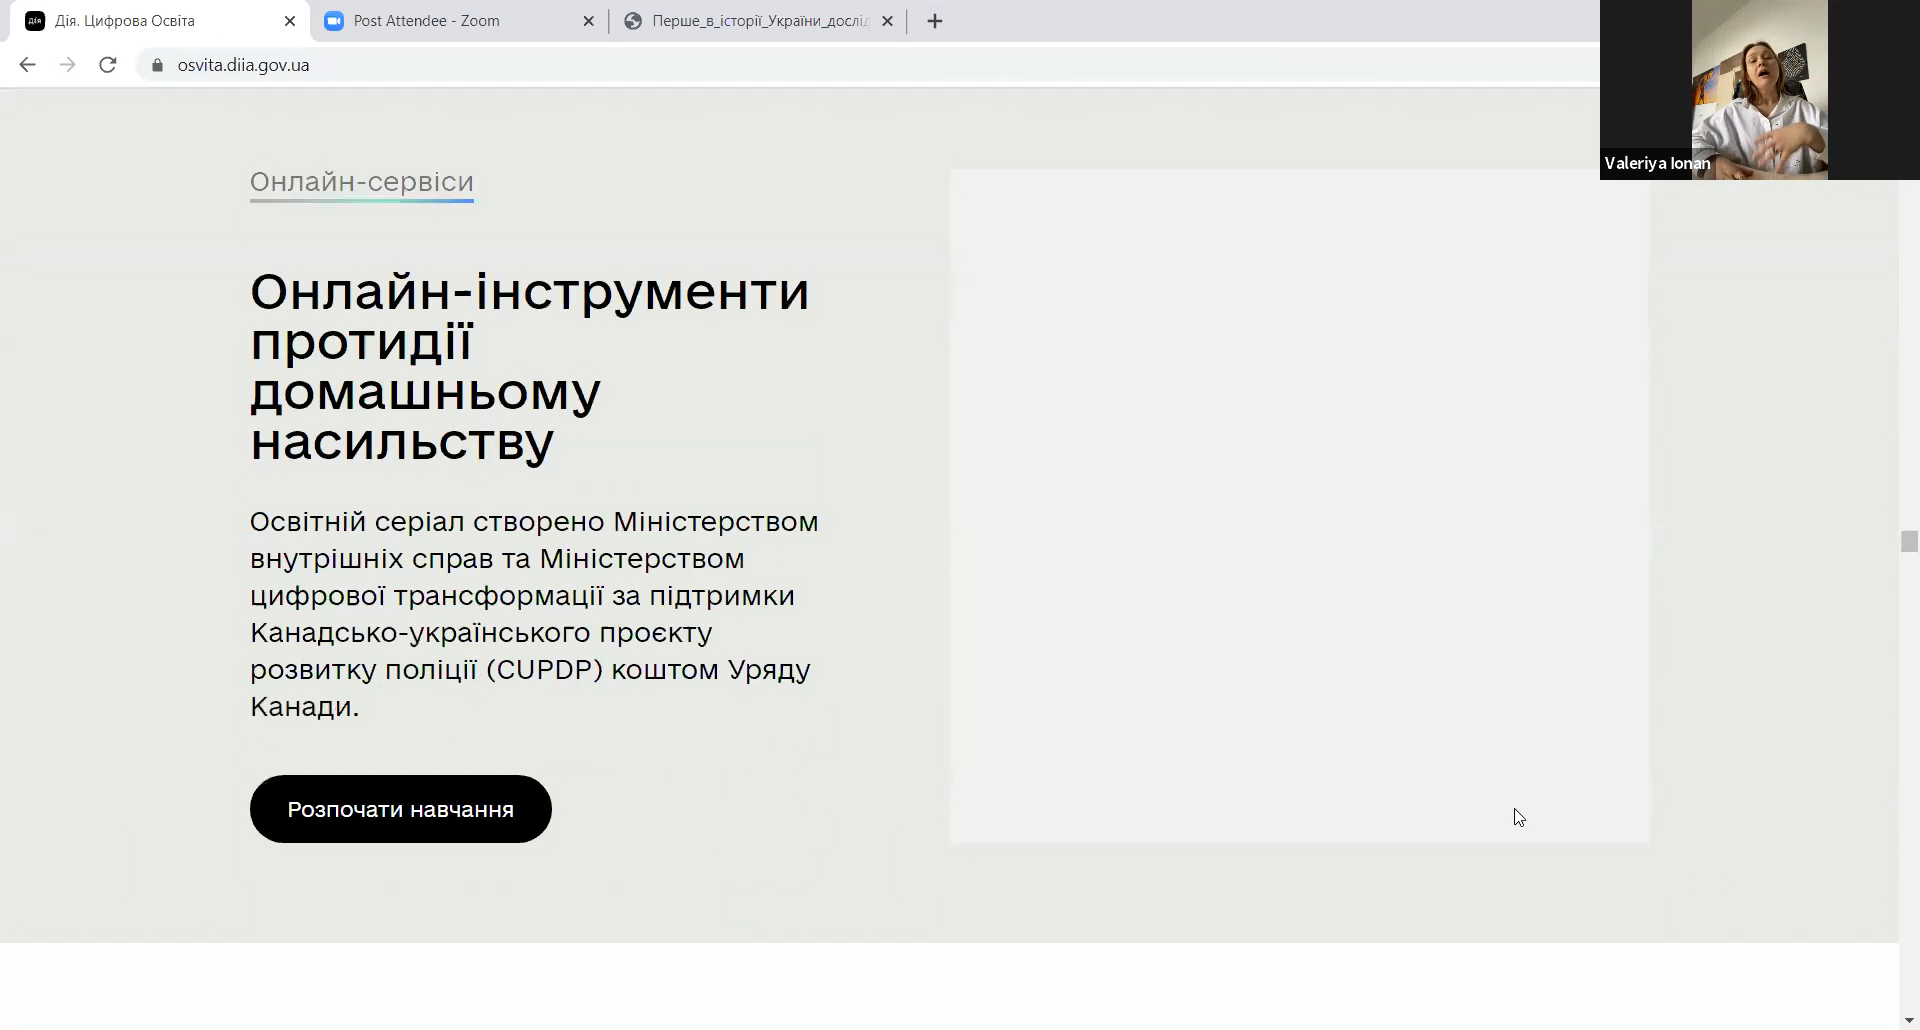 Дія. Цифрова Освіта
Post Attendee - Zoom
Перше_в_історії_України_дослі
osvita.diia.gov.ua
Valeriya Ionan
Онлайн-сервіси
Онлайн-інструменти
протидії
домашньому
насильству
Освітній серіал створено Міністерством
внутрішніх справ та Міністерством
цифрової трансформації за підтримки
Канадсько-українського проєкту
розвитку поліції (CUPDP) коштом Уряду
Канади.
Розпочати навчання